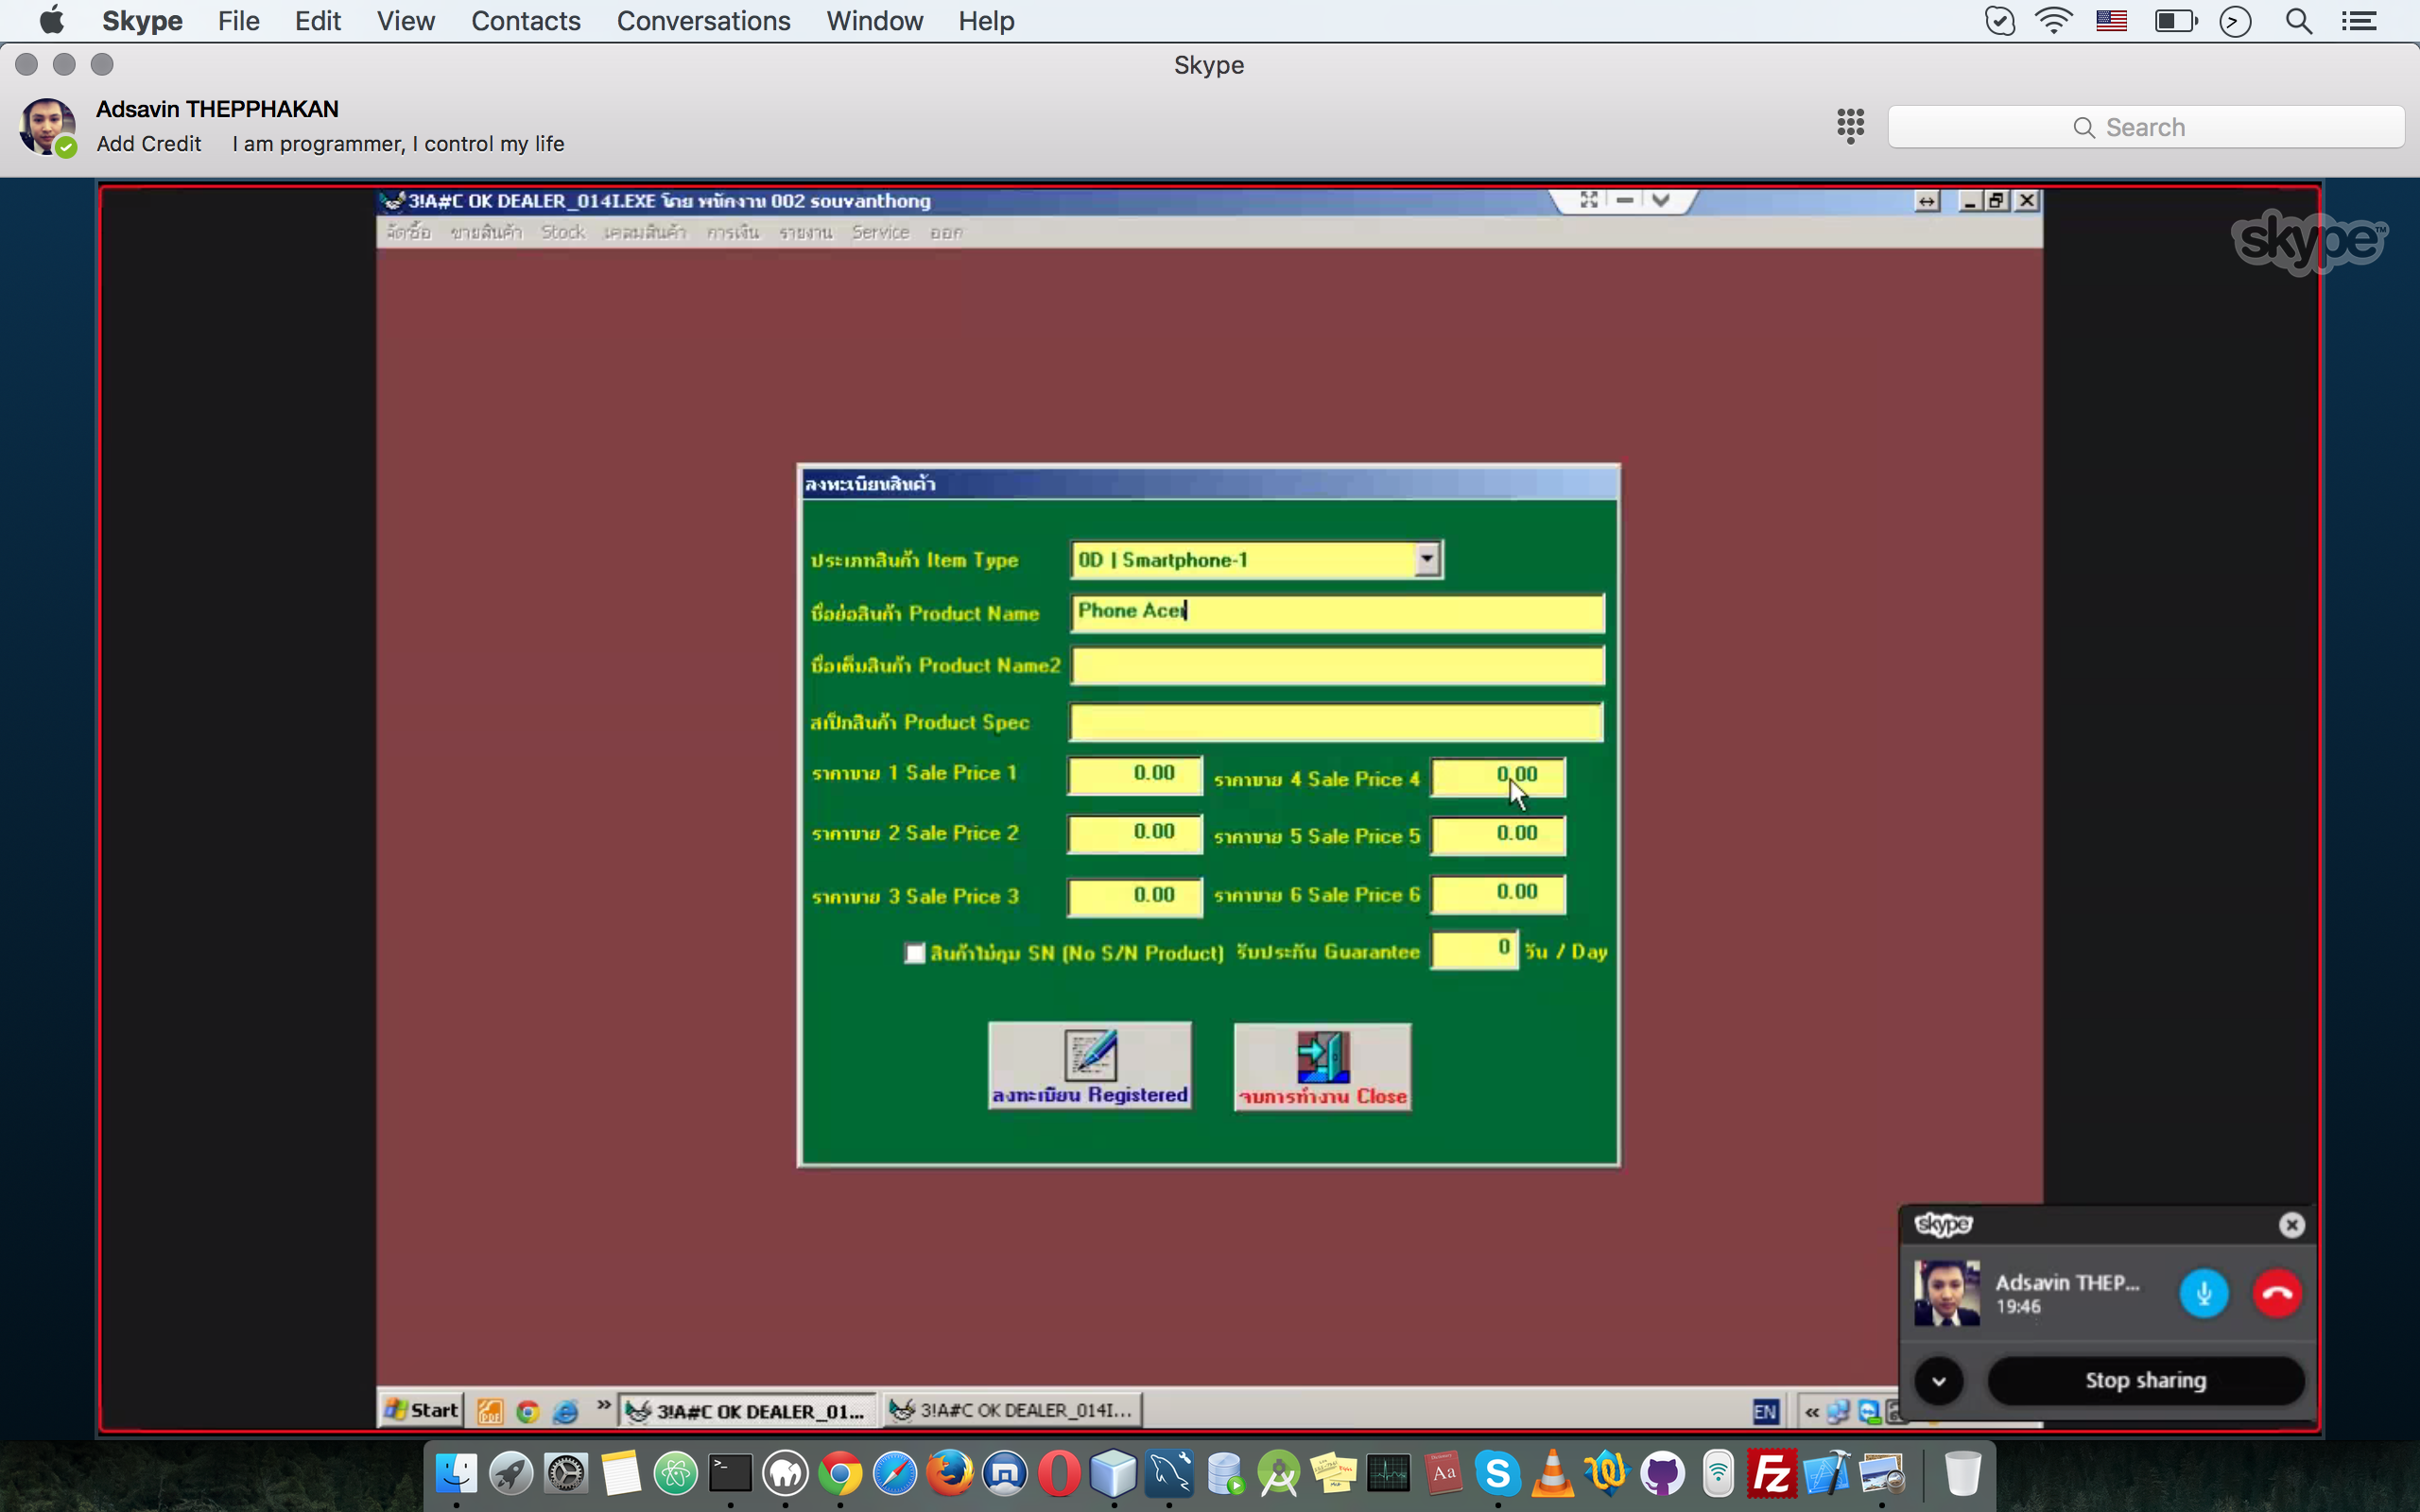 Skype File Edit View Contacts Conversations Window Help
Skype
Adsavin THEPPHAKAN
Add Credit I am programmer, I control my life
Search
3!A#C OK DEALER_014I.EXE โดย พนักงาน 002 souvanthong
skype™
จัดซื้อ ขายสินค้า Stock เคลมสินค้า การเงิน รายงาน Service ออก
ลงทะเบียนสินค้า
ประเภทสินค้า Item Type 0D | Smartphone-1
ชื่อย่อสินค้า Product Name Phone Acer
ชื่อเต็มสินค้า Product Name2
สเป็กสินค้า Product Spec
ราคาขาย 1 Sale Price 1 0.00 ราคาขาย 4 Sale Price 4 0.00
ราคาขาย 2 Sale Price 2 0.00 ราคาขาย 5 Sale Price 5 0.00
ราคาขาย 3 Sale Price 3 0.00 ราคาขาย 6 Sale Price 6 0.00
สินค้าไม่คุม SN (No S/N Product) รับประกัน Guarantee 0 วัน / Day
ลงทะเบียน Registered จบการทำงาน Close
skype
Adsavin THEP...
19:46
Stop sharing
Start PDF » 3!A#C OK DEALER_01... 3!A#C OK DEALER_014I... EN «
Aa S Fz